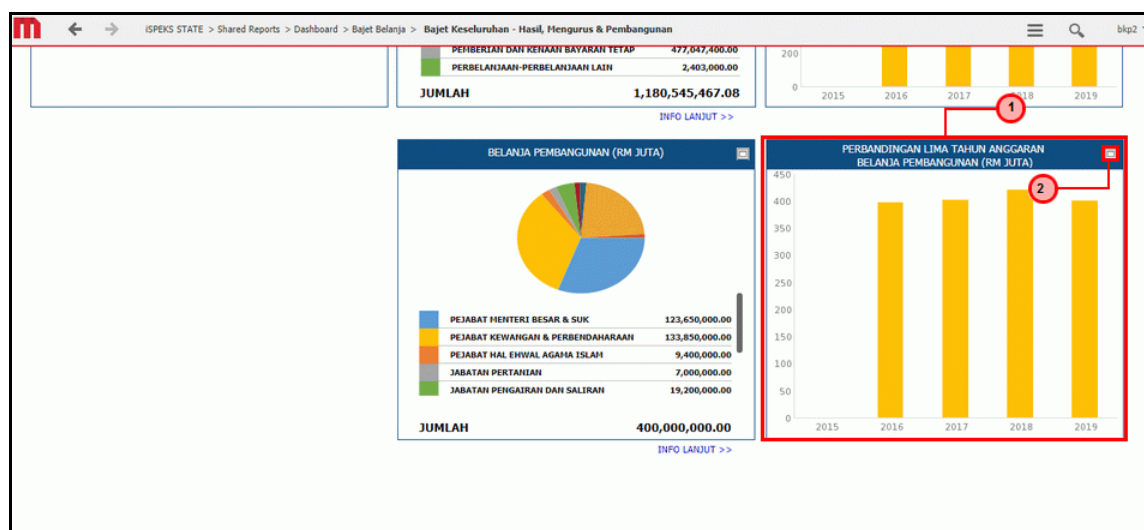 iSPEKS STATE > Shared Reports > Dashboard > Bajet Belanja > Bajet Keseluruhan - Hasil, Mengurus & Pembangunan
bkp2
PEMBERIAN DAN KENAAN BAYARAN TETAP 477,047,400.00
PERBELANJAAN-PERBELANJAAN LAIN 2,403,000.00
JUMLAH 1,180,545,467.08
INFO LANJUT >>
200
0
2015 2016 2017 2018 2019
1
BELANJA PEMBANGUNAN (RM JUTA)
PEJABAT MENTERI BESAR & SUK 123,650,000.00
PEJABAT KEWANGAN & PERBENDAHARAAN 133,850,000.00
PEJABAT HAL EHWAL AGAMA ISLAM 9,400,000.00
JABATAN PERTANIAN 7,000,000.00
JABATAN PENGAIRAN DAN SALIRAN 19,200,000.00
JUMLAH 400,000,000.00
INFO LANJUT >>
PERBANDINGAN LIMA TAHUN ANGGARAN
BELANJA PEMBANGUNAN (RM JUTA)
2
450
400
350
300
250
200
150
100
50
0
2015 2016 2017 2018 2019